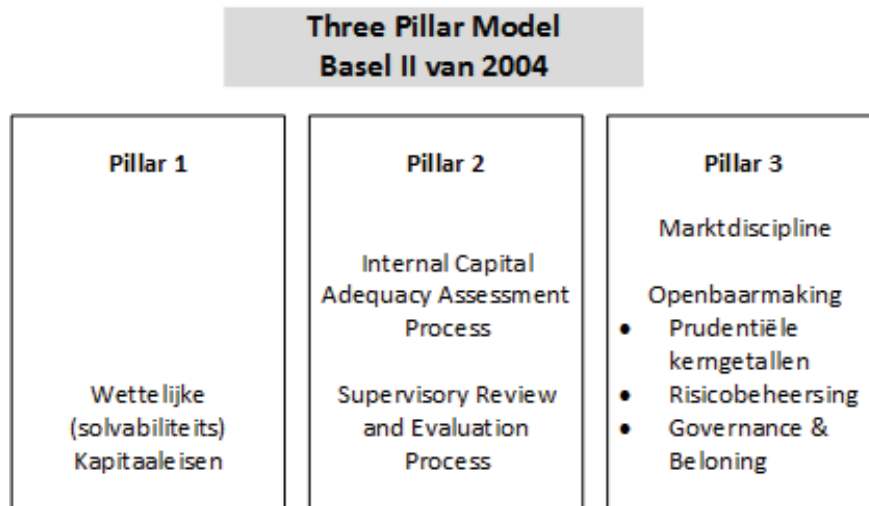 Three Pillar Model
Basel II van 2004
Pillar 1
Wettelijke
(solvabiliteits)
Kapitaaleisen
Pillar 2
Internal Capital
Adequacy Assessment
Process
Supervisory Review
and Evaluation
Process
Pillar 3
Marktdiscipline
Openbaarmaking
• Prudentiële
kerngetallen
• Risicobeheersing
• Governance &
Beloning